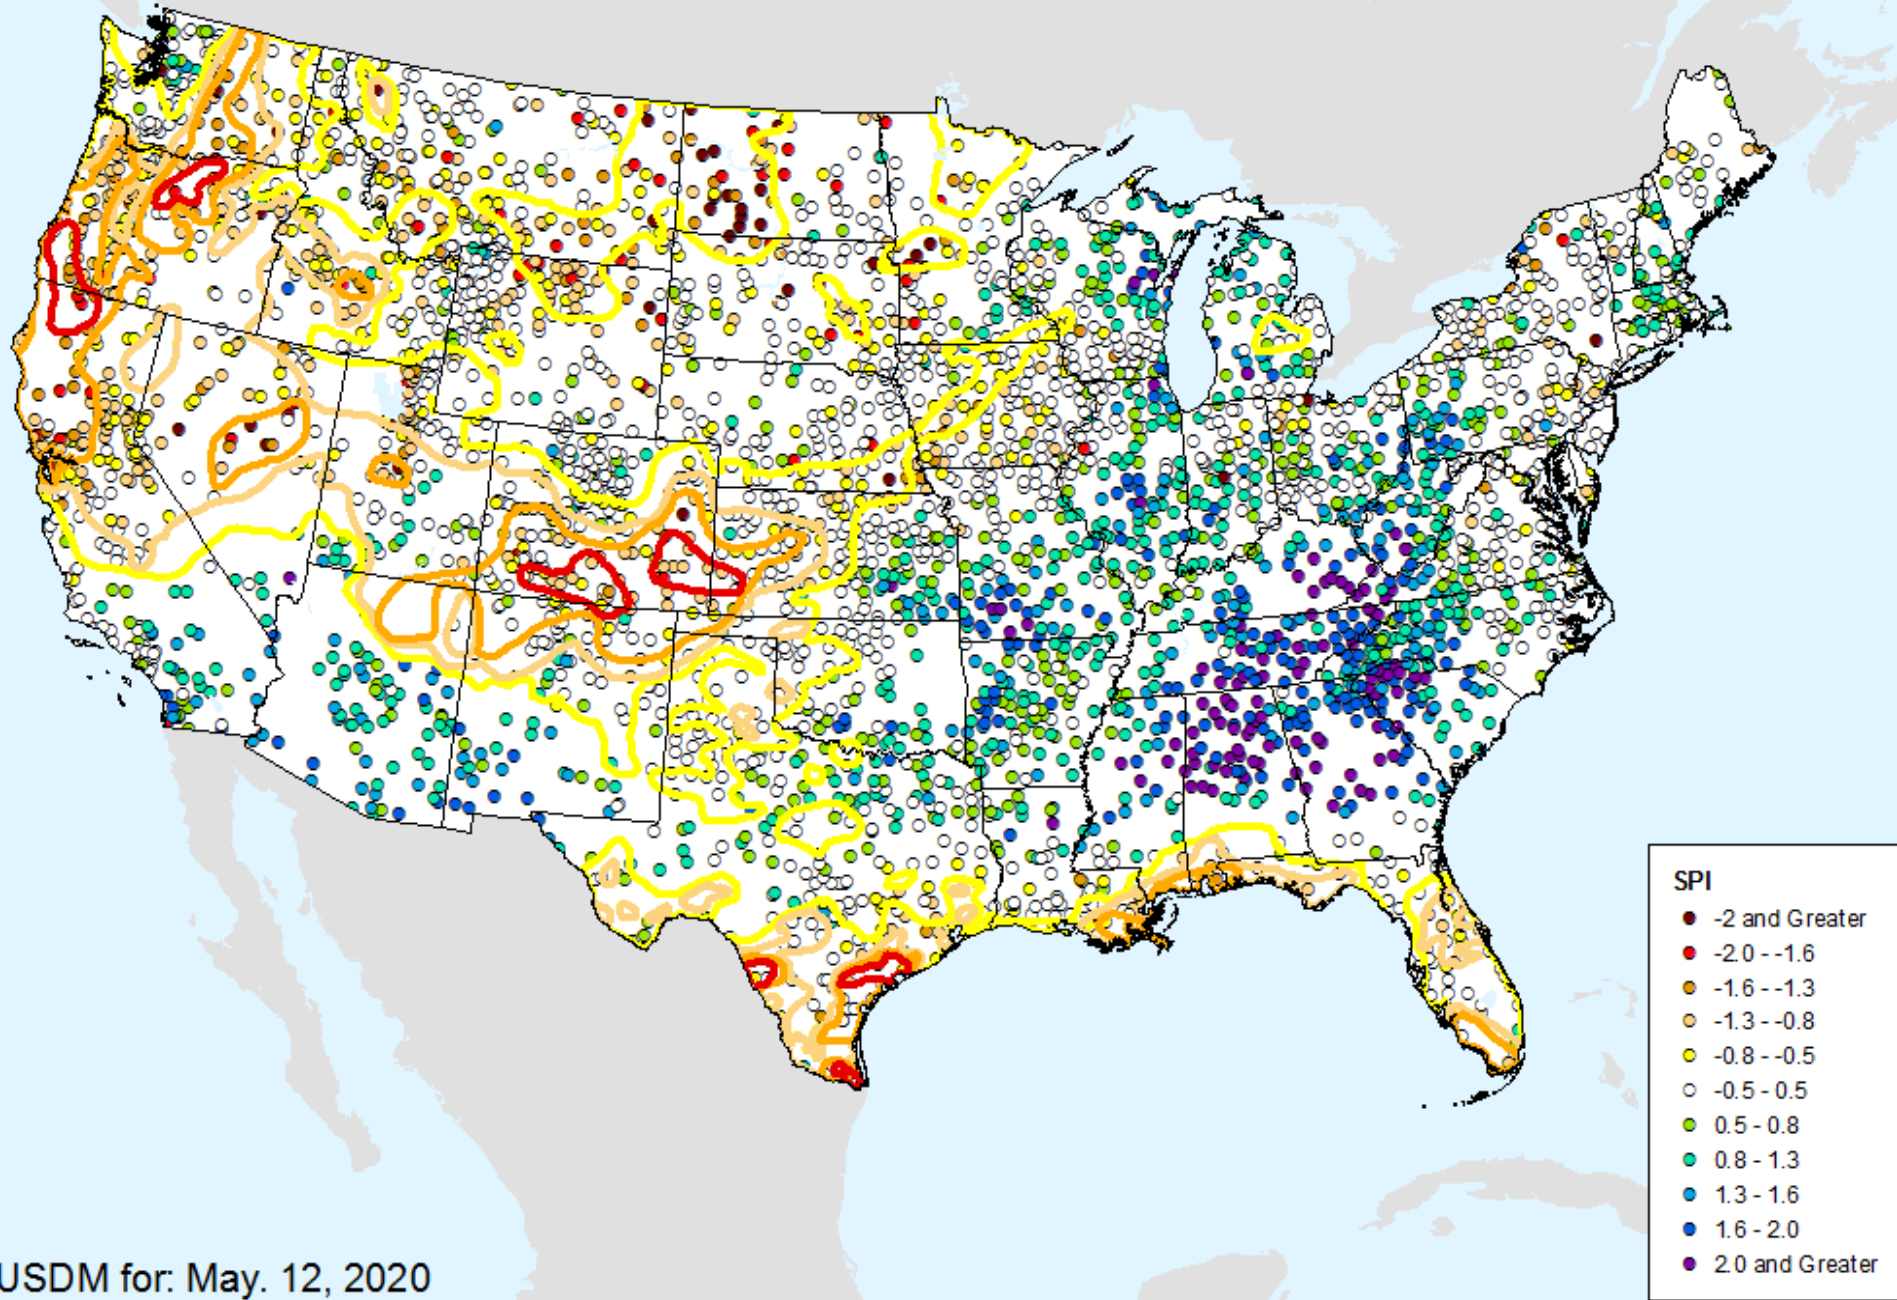 SPI
-2 and Greater
-2.0 - -1.6
-1.6 - -1.3
-1.3 - -0.8
-0.8 - -0.5
-0.5 - 0.5
0.5 - 0.8
0.8 - 1.3
1.3 - 1.6
1.6 - 2.0
2.0 and Greater
USDM for: May. 12, 2020